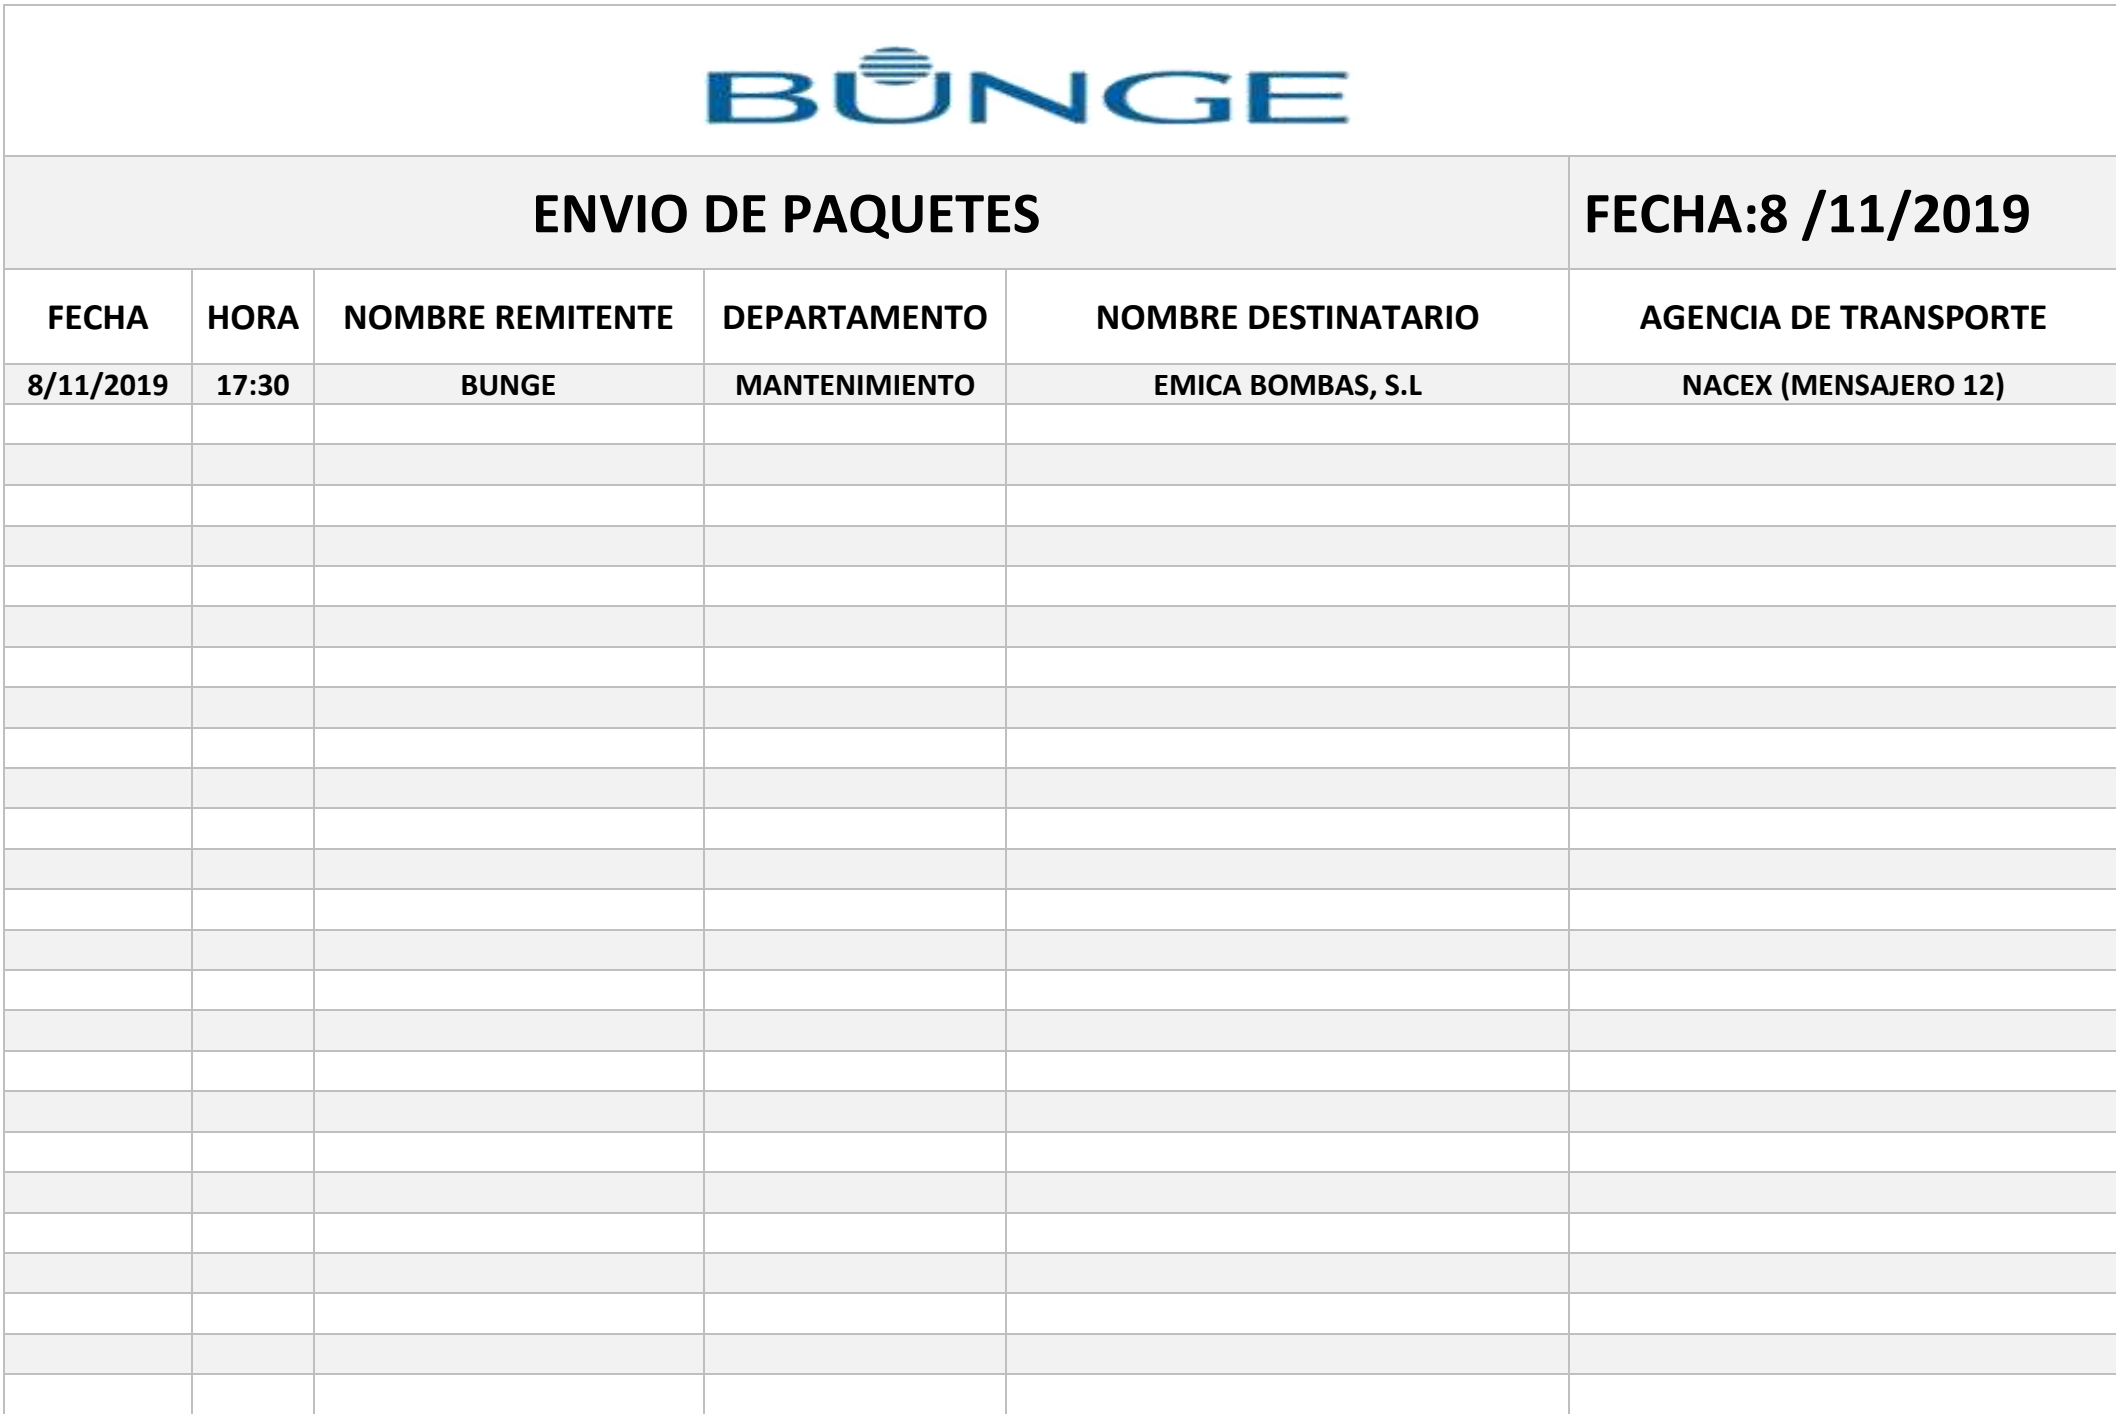 BUNGE
ENVIO DE PAQUETES FECHA:8 /11/2019
FECHA HORA NOMBRE REMITENTE DEPARTAMENTO NOMBRE DESTINATARIO AGENCIA DE TRANSPORTE
8/11/2019 17:30 BUNGE MANTENIMIENTO EMICA BOMBAS, S.L NACEX (MENSAJERO 12)